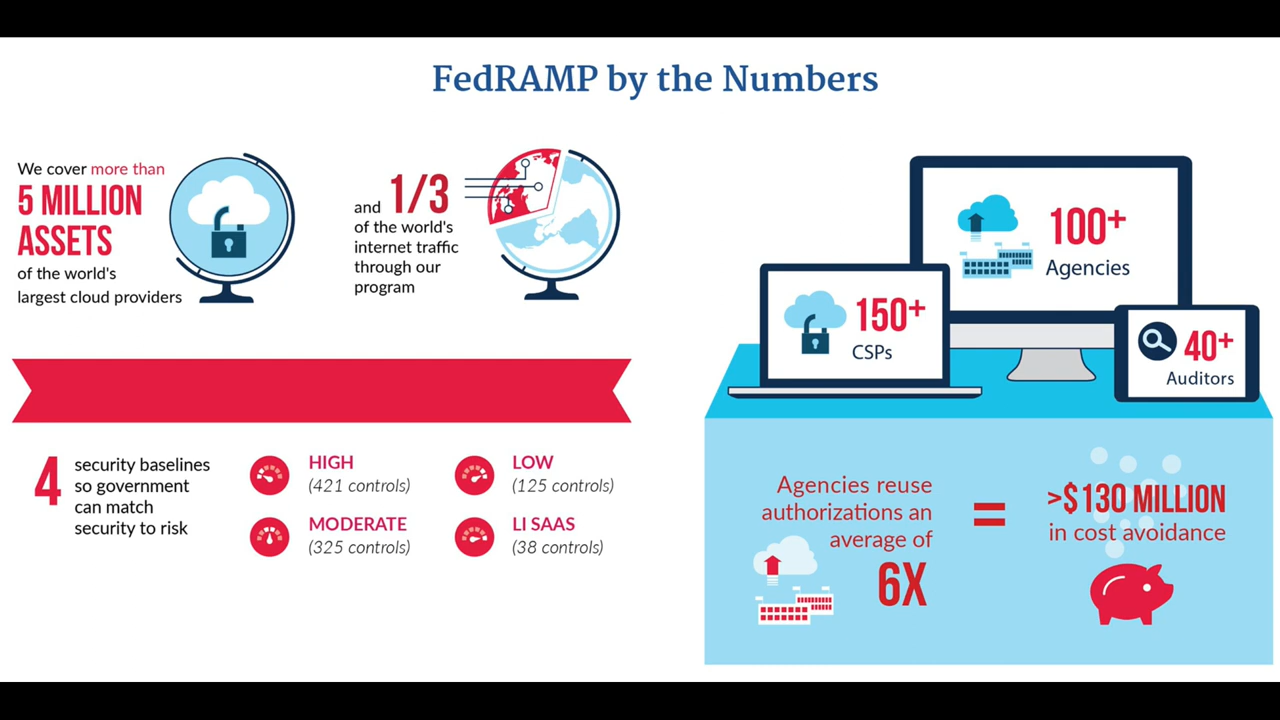 FedRAMP by the Numbers
We cover more than
5 MILLION
ASSETS
of the world's
largest cloud providers
and 1/3
of the world's
internet traffic
through our
program
100+
Agencies
150+
CSPs
40+
Auditors
4
security baselines
so government
can match
security to risk
HIGH
(421 controls)
LOW
(125 controls)
MODERATE
(325 controls)
LI SAAS
(38 controls)
Agencies reuse
authorizations an
average of
6X
=
>$130 MILLION
in cost avoidance